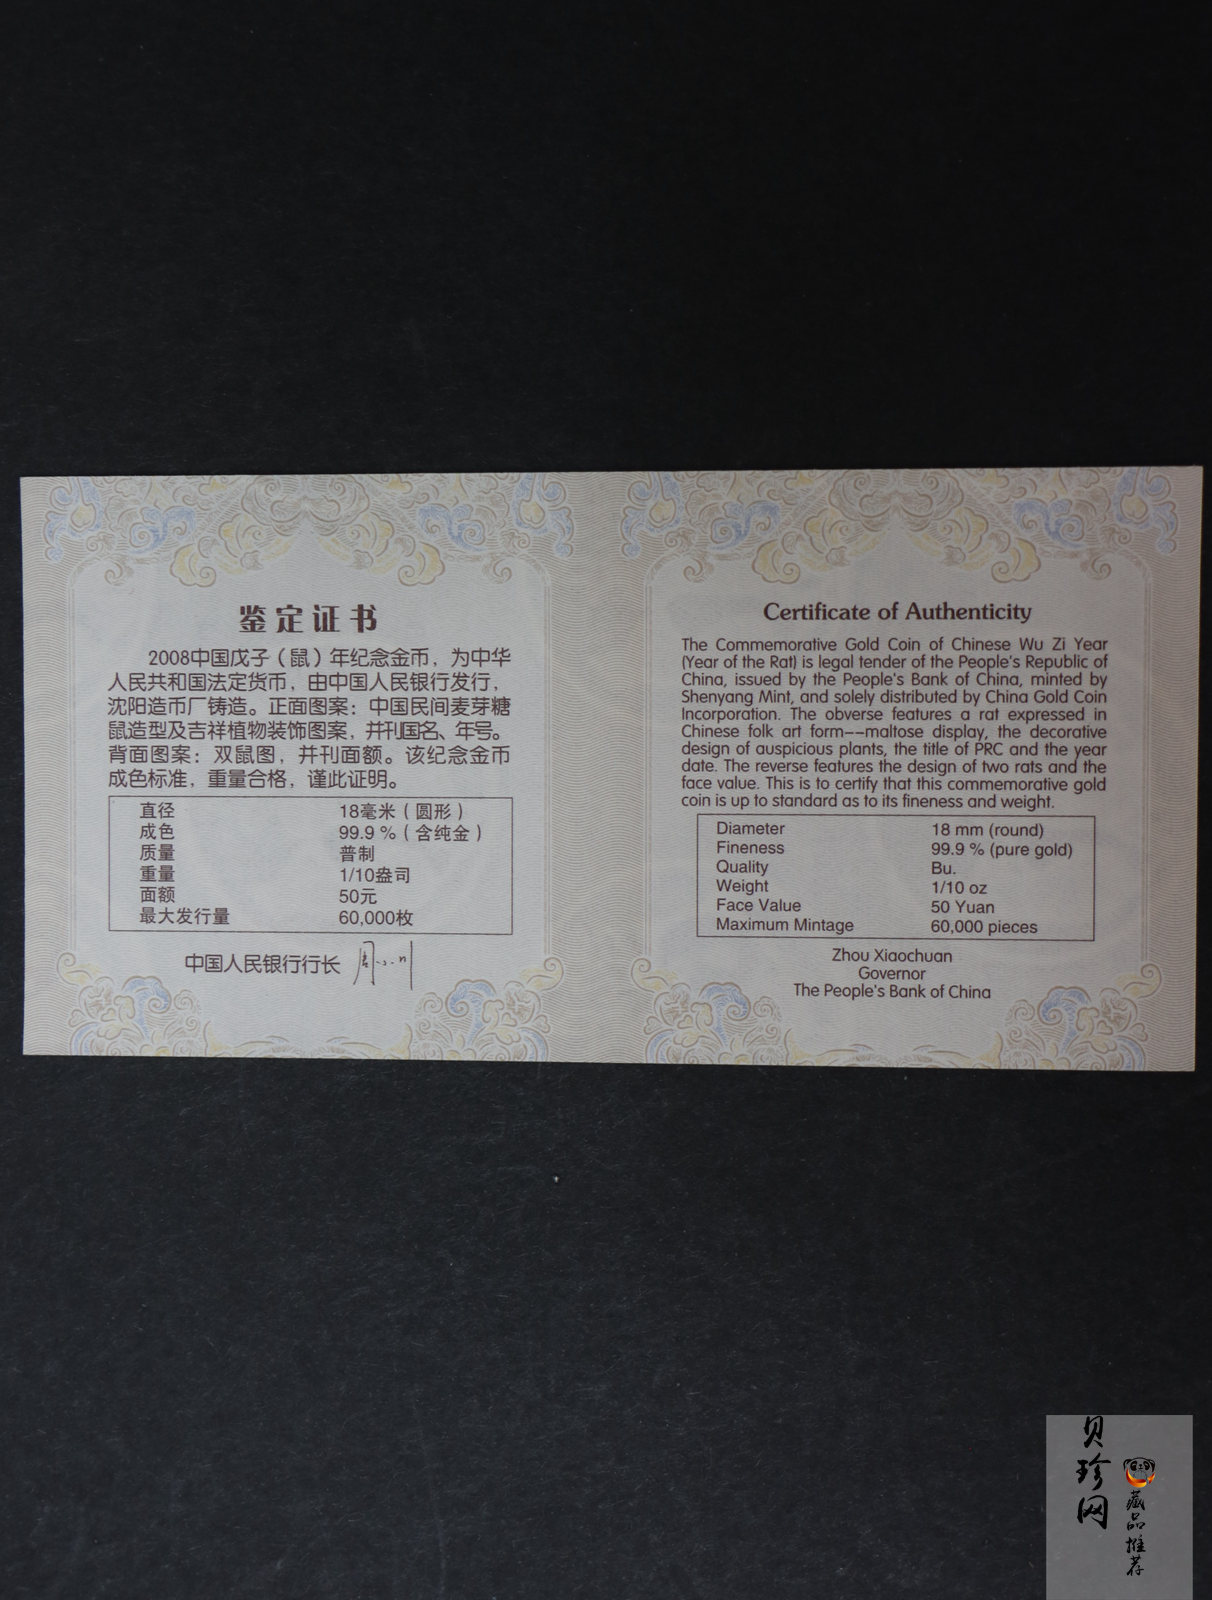 鉴定证书
2008中国戊子（鼠）年纪念金币，为中华
人民共和国法定货币，由中国人民银行发行，
沈阳造币厂铸造。正面图案：中国民间麦芽糖
鼠造型及吉祥植物装饰图案，并刊国名、年号。
背面图案：双鼠图，并刊面额。该纪念金币
成色标准，重量合格，谨此证明。
直径 18毫米（圆形）
成色 99.9 %（含纯金）
质量 普制
重量 1/10盎司
面额 50元
最大发行量 60,000枚
中国人民银行行长 周小川
Certificate of Authenticity
The Commemorative Gold Coin of Chinese Wu Zi Year
(Year of the Rat) is legal tender of the People's Republic of
China, issued by the People's Bank of China, minted by
Shenyang Mint, and solely distributed by China Gold Coin
Incorporation. The obverse features a rat expressed in
Chinese folk art form--maltose display, the decorative
design of auspicious plants, the title of PRC and the year
date. The reverse features the design of two rats and the
face value. This is to certify that this commemorative gold
coin is up to standard as to its fineness and weight.
Diameter 18 mm (round)
Fineness 99.9 % (pure gold)
Quality Bu.
Weight 1/10 oz
Face Value 50 Yuan
Maximum Mintage 60,000 pieces
Zhou Xiaochuan
Governor
The People's Bank of China
贝珍网
藏品推荐